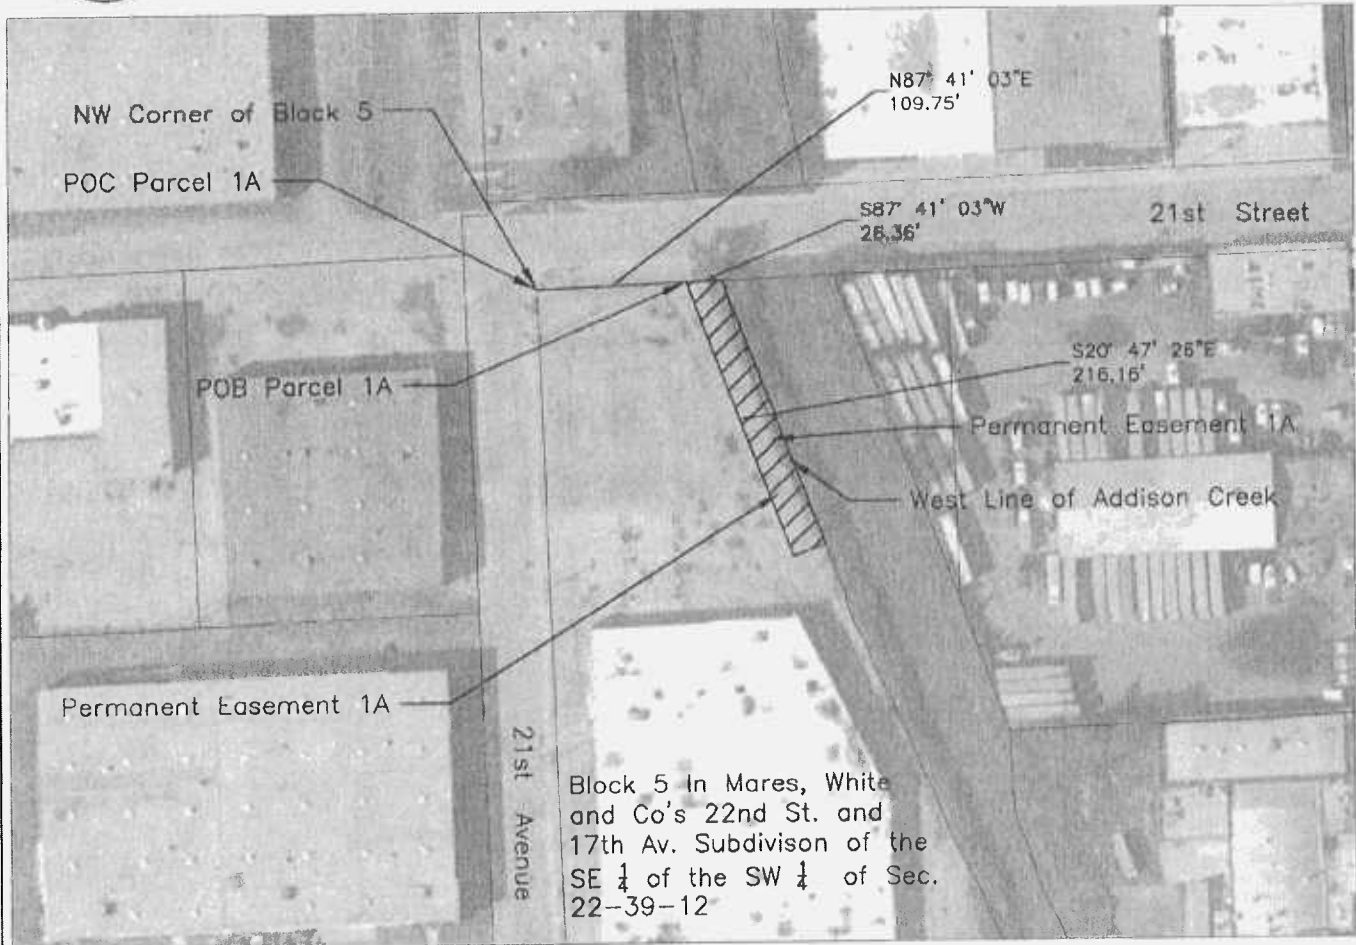 N87° 41' 03"E
109.75'
NW Corner of Block 5
POC Parcel 1A
S87° 41' 03"W
26.36'
21st Street
POB Parcel 1A
S20° 47' 26"E
216.16'
Permanent Easement 1A
West Line of Addison Creek
Permanent Easement 1A
21st Avenue
Block 5 In Mares, White
and Co's 22nd St. and
17th Av. Subdivison of the
SE ¼ of the SW ¼ of Sec.
22-39-12